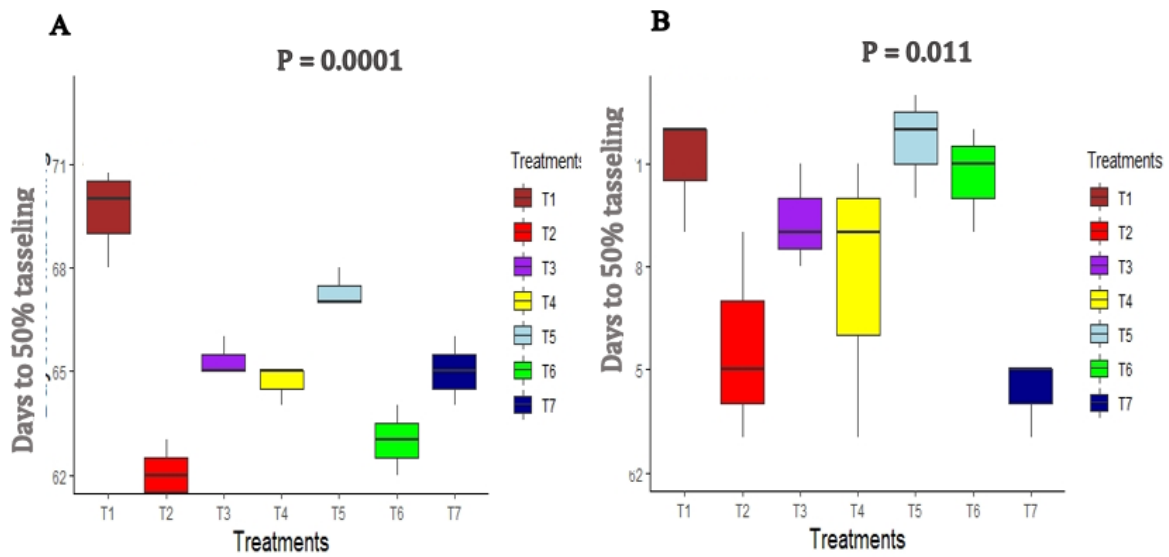 A
P = 0.0001
Days to 50% tasseling
71
68
65
62
T1 T2 T3 T4 T5 T6 T7
Treatments
Treatments
T1
T2
T3
T4
T5
T6
T7
B
P = 0.011
Days to 50% tasseling
1
8
5
62
T1 T2 T3 T4 T5 T6 T7
Treatments
Treatments
T1
T2
T3
T4
T5
T6
T7